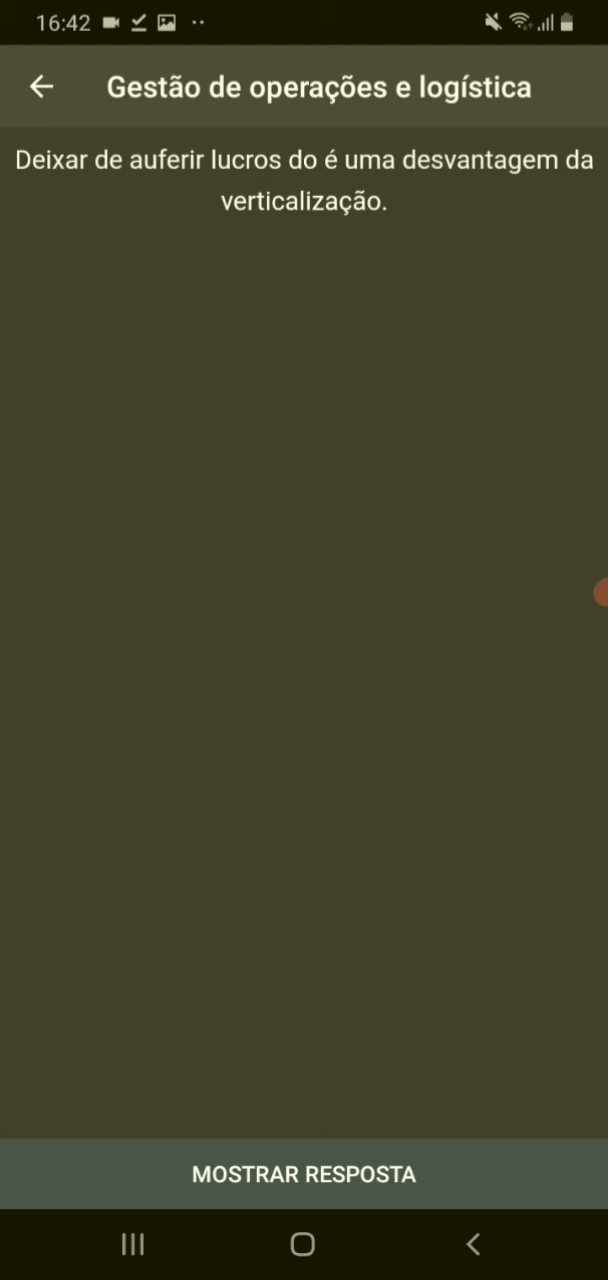 16:42
Gestão de operações e logística
Deixar de auferir lucros do é uma desvantagem da
verticalização.
MOSTRAR RESPOSTA